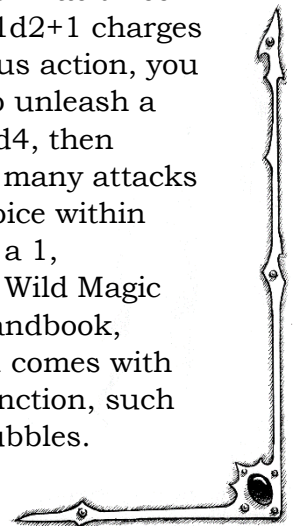 1d2+1 charges
us action, you
o unleash a
d4, then
many attacks
oice within
a 1,
Wild Magic
andbook,
comes with
nction, such
ubbles.